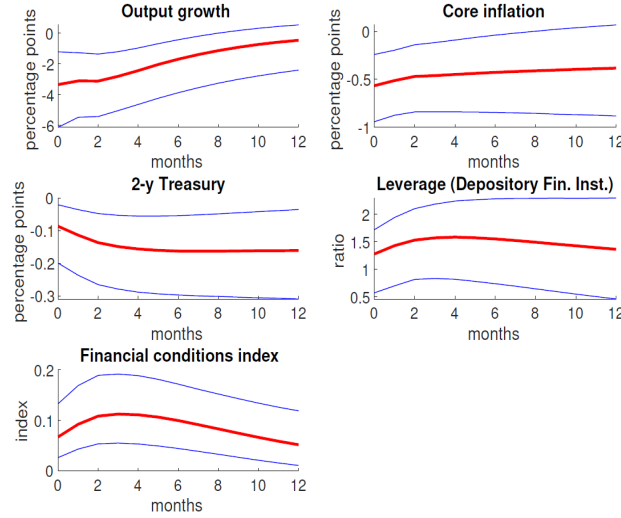 Output growth
percentage points
0
-2
-4
-6
0 2 4 6 8 10 12
months
Core inflation
percentage points
0
-0.5
-1
0 2 4 6 8 10 12
months
2-y Treasury
percentage points
0
-0.1
-0.2
-0.3
0 2 4 6 8 10 12
months
Leverage (Depository Fin. Inst.)
ratio
2
1.5
1
0.5
0 2 4 6 8 10 12
months
Financial conditions index
index
0.2
0.1
0
0 2 4 6 8 10 12
months